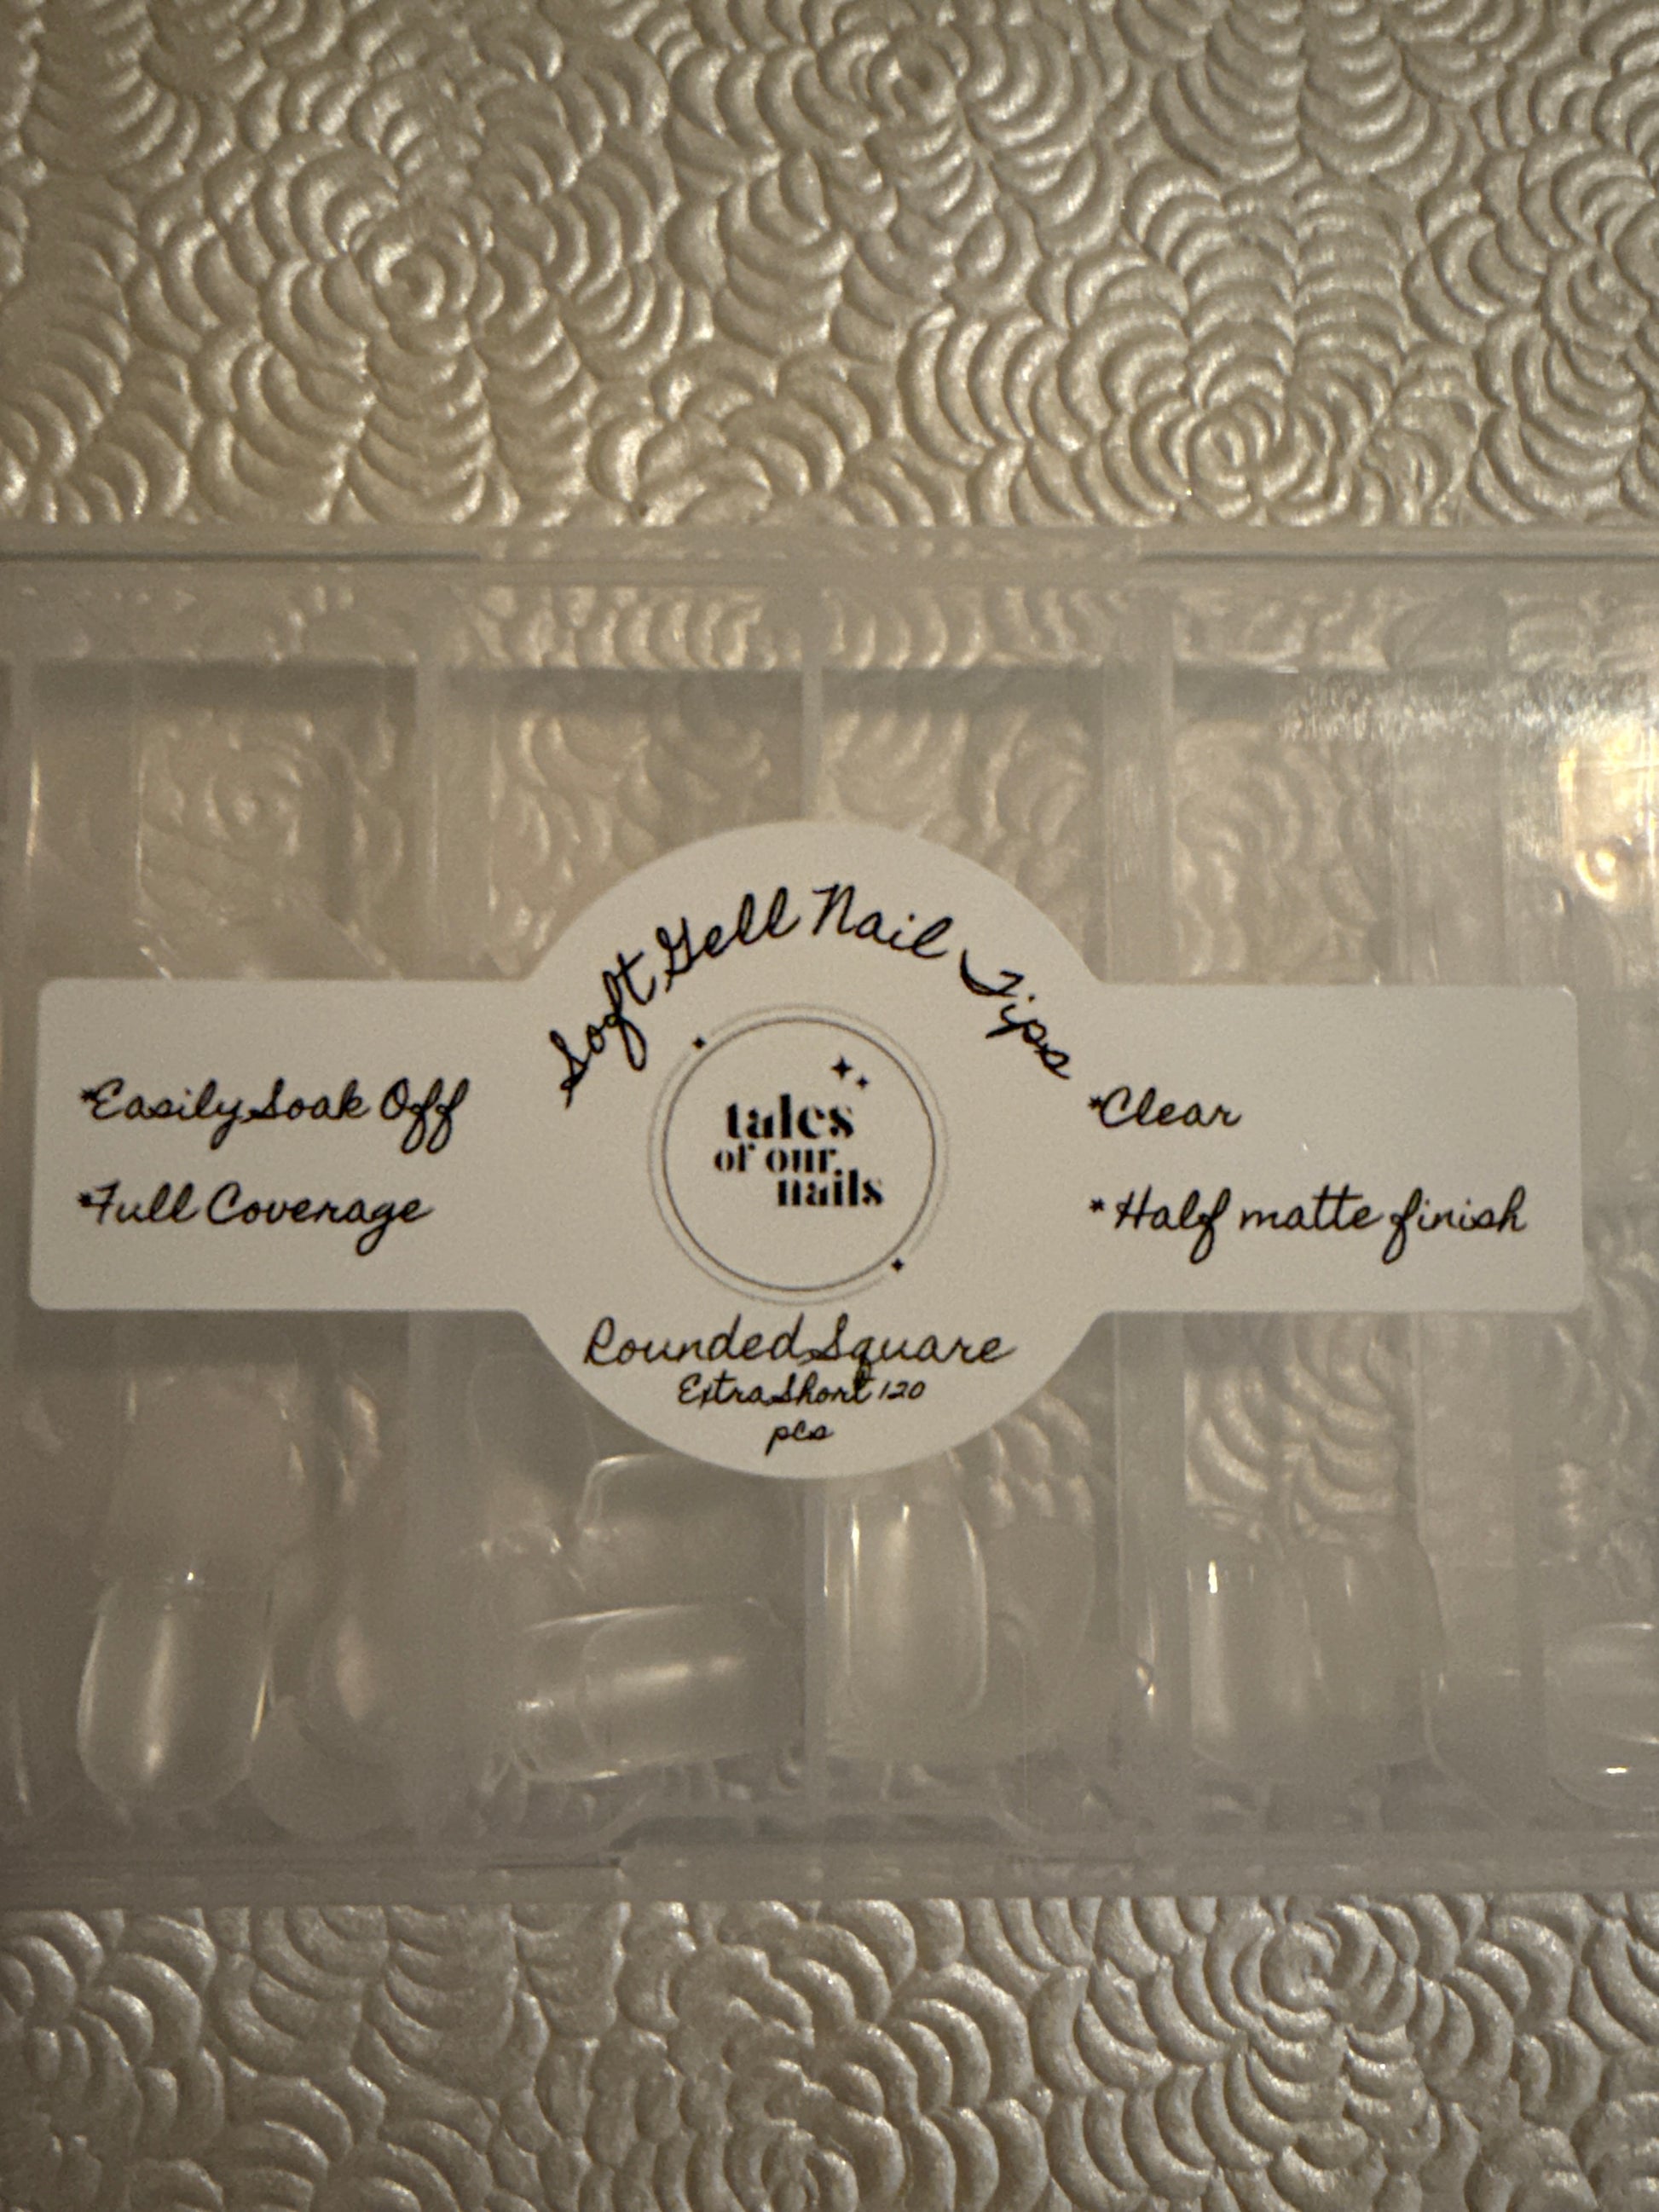 Soft Gell Nail Tips
*Easily Soak Off
*Full Coverage
tales
of our
nails
*Clear
* Half matte finish
Rounded Square
Extra Short 120
pcs